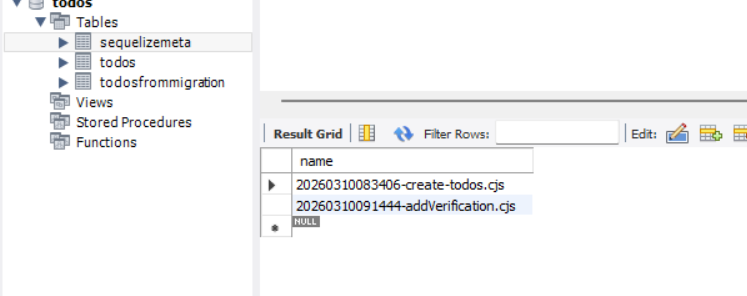 todos
Tables
sequelizemeta
todos
todosfrommigration
Views
Stored Procedures
Functions
Result Grid
Filter Rows:
Edit:
name
20260310083406-create-todos.cjs
20260310091444-addVerification.cjs
NULL